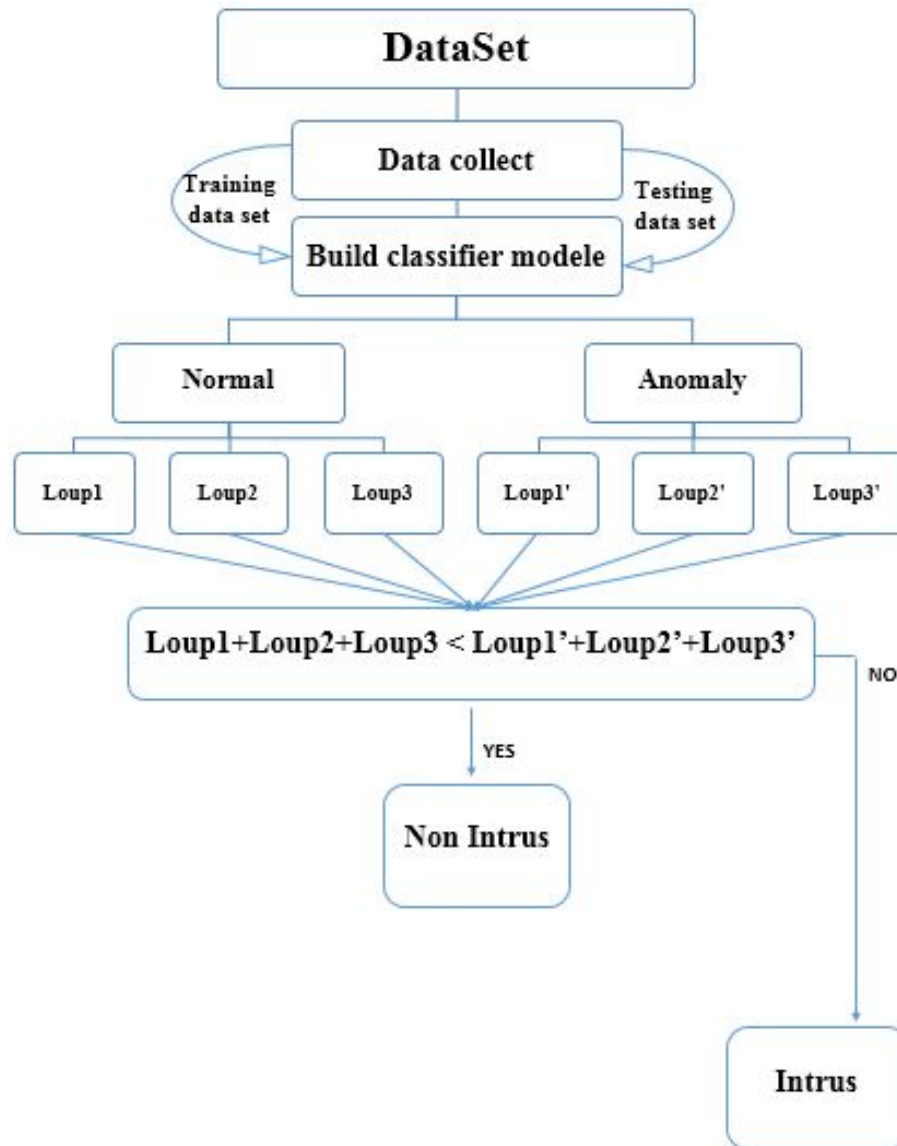 DataSet
Data collect
Training
data set
Testing
data set
Build classifier modele
Normal
Anomaly
Loup1
Loup2
Loup3
Loup1'
Loup2'
Loup3'
Loup1+Loup2+Loup3 < Loup1’+Loup2’+Loup3’
NO
YES
Non Intrus
Intrus